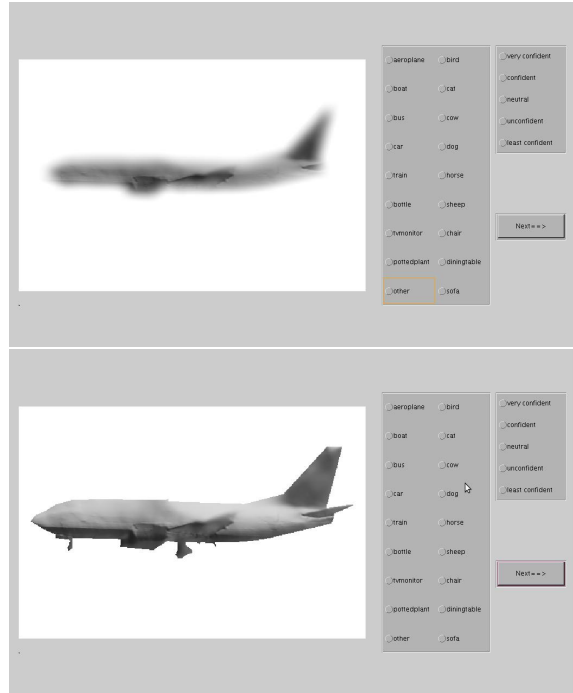 aeroplane bird very confident
boat cat confident
bus cow neutral
car dog unconfident
train horse least confident
bottle sheep
tvmonitor chair Next==>
pottedplant diningtable
other sofa
aeroplane bird very confident
boat cat confident
bus cow neutral
car dog unconfident
train horse least confident
bottle sheep
tvmonitor chair Next==>
pottedplant diningtable
other sofa